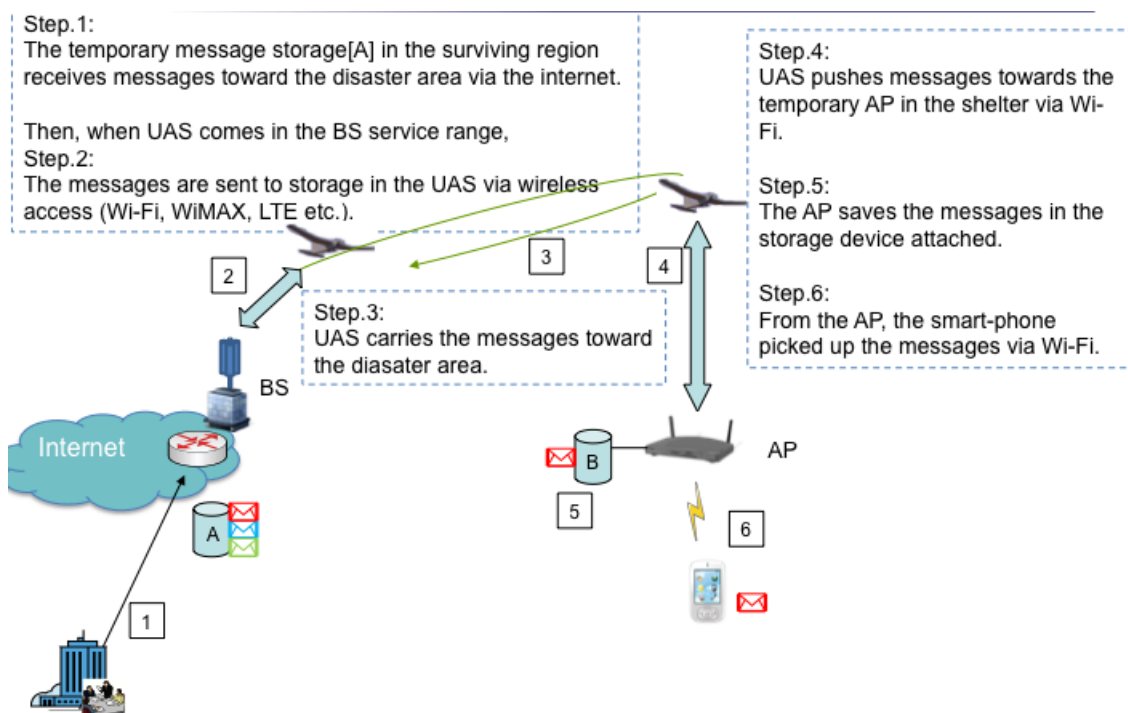 Step.1:
The temporary message storage[A] in the surviving region
receives messages toward the disaster area via the internet.
Then, when UAS comes in the BS service range,
Step.2:
The messages are sent to storage in the UAS via wireless
access (Wi-Fi, WiMAX, LTE etc.).
Step.4:
UAS pushes messages towards the
temporary AP in the shelter via Wi-
Fi.
Step.5:
The AP saves the messages in the
storage device attached.
Step.6:
From the AP, the smart-phone
picked up the messages via Wi-Fi.
2
3
4
Step.3:
UAS carries the messages toward
the diasater area.
BS
Internet
A
B
AP
5
6
1